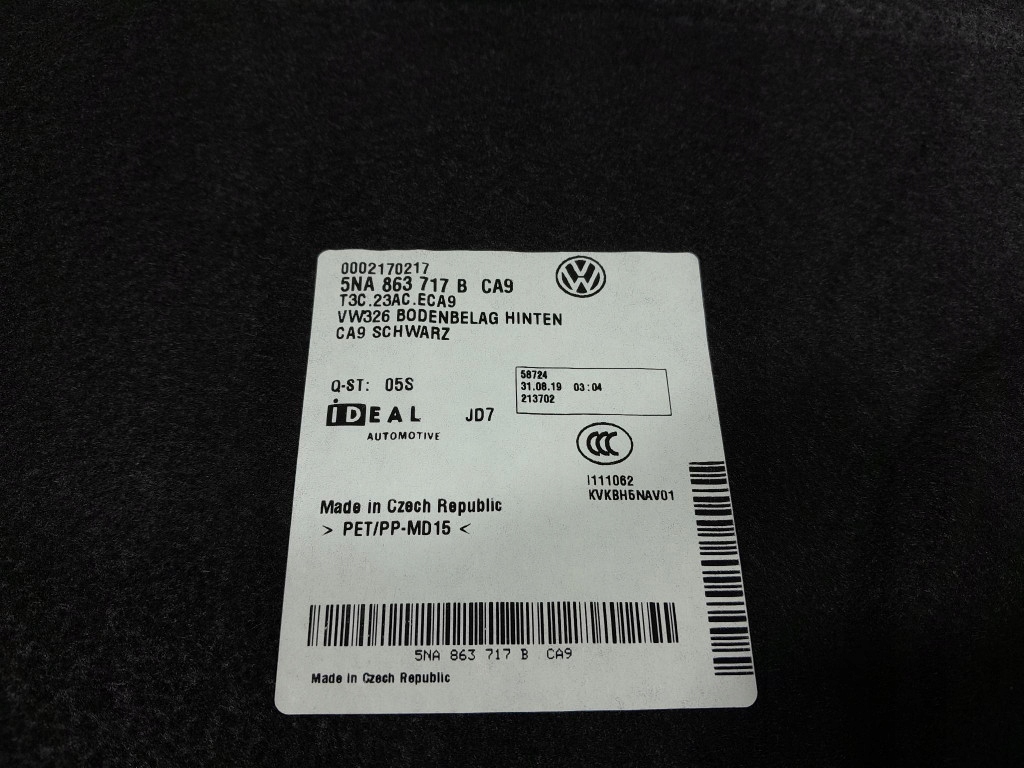 0002170217
5NA 863 717 B CA9
T3C.23AC.ECA9
VW326 BODENBELAG HINTEN
CA9 SCHWARZ
Q-ST: 05S
58724
31.08.19 03:04
213702
iDEAL JD7
AUTOMOTIVE
CCC
I111062
KVKBH5NAV01
Made in Czech Republic
> PET/PP-MD15 <
5NA 863 717 B CA9
Made in Czech Republic